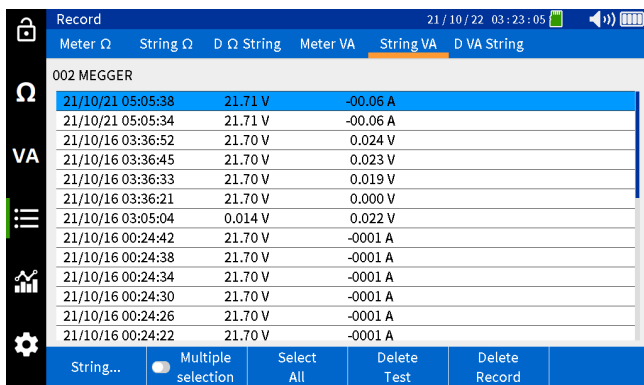 Record 21/10/22 03:23:05
Meter Ω String Ω D Ω String Meter VA String VA D VA String
002 MEGGER
Ω
VA
21/10/21 05:05:38 21.71 V -00.06 A
21/10/21 05:05:34 21.71 V -00.06 A
21/10/16 03:36:52 21.70 V 0.024 V
21/10/16 03:36:45 21.70 V 0.023 V
21/10/16 03:36:33 21.70 V 0.019 V
21/10/16 03:36:21 21.70 V 0.000 V
21/10/16 03:05:04 0.014 V 0.022 V
21/10/16 00:24:42 21.70 V -0001 A
21/10/16 00:24:38 21.70 V -0001 A
21/10/16 00:24:34 21.70 V -0001 A
21/10/16 00:24:30 21.70 V -0001 A
21/10/16 00:24:26 21.70 V -0001 A
21/10/16 00:24:22 21.70 V -0001 A
String...
Multiple
selection
Select
All
Delete
Test
Delete
Record